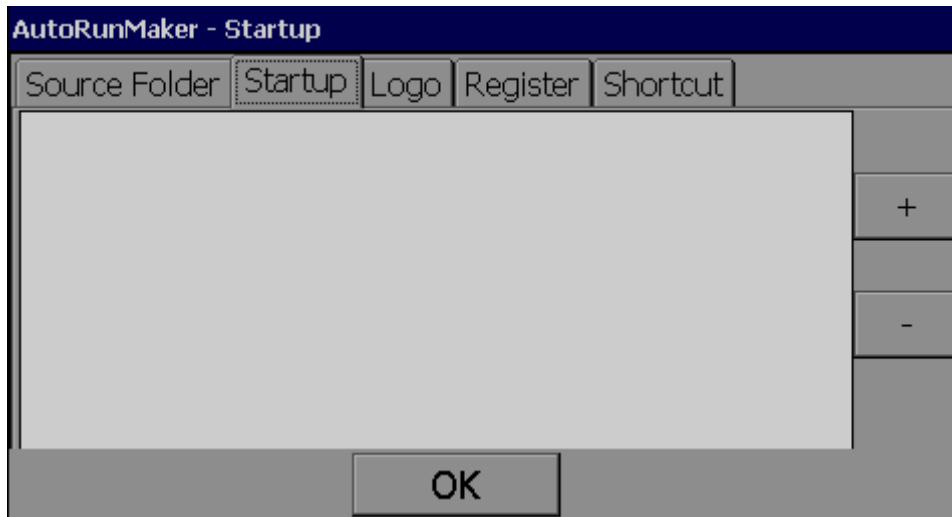 AutoRunMaker - Startup
Source Folder Startup Logo Register Shortcut
+
-
OK